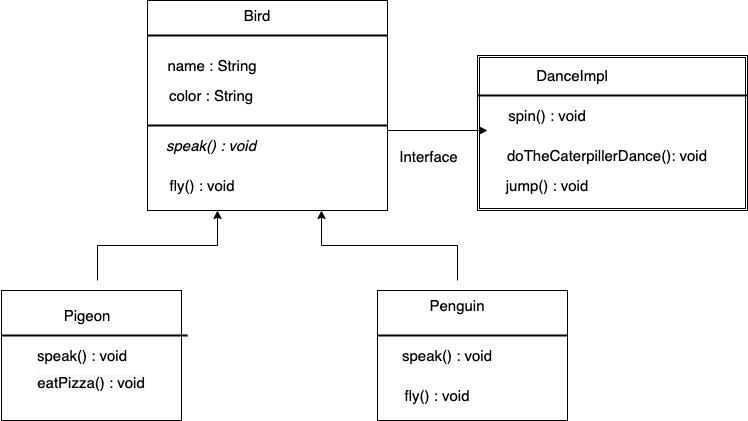 Bird
name : String
color : String
speak() : void
fly() : void
Interface
DanceImpl
spin() : void
doTheCaterpillerDance(): void
jump() : void
Pigeon
speak() : void
eatPizza() : void
Penguin
speak() : void
fly() : void